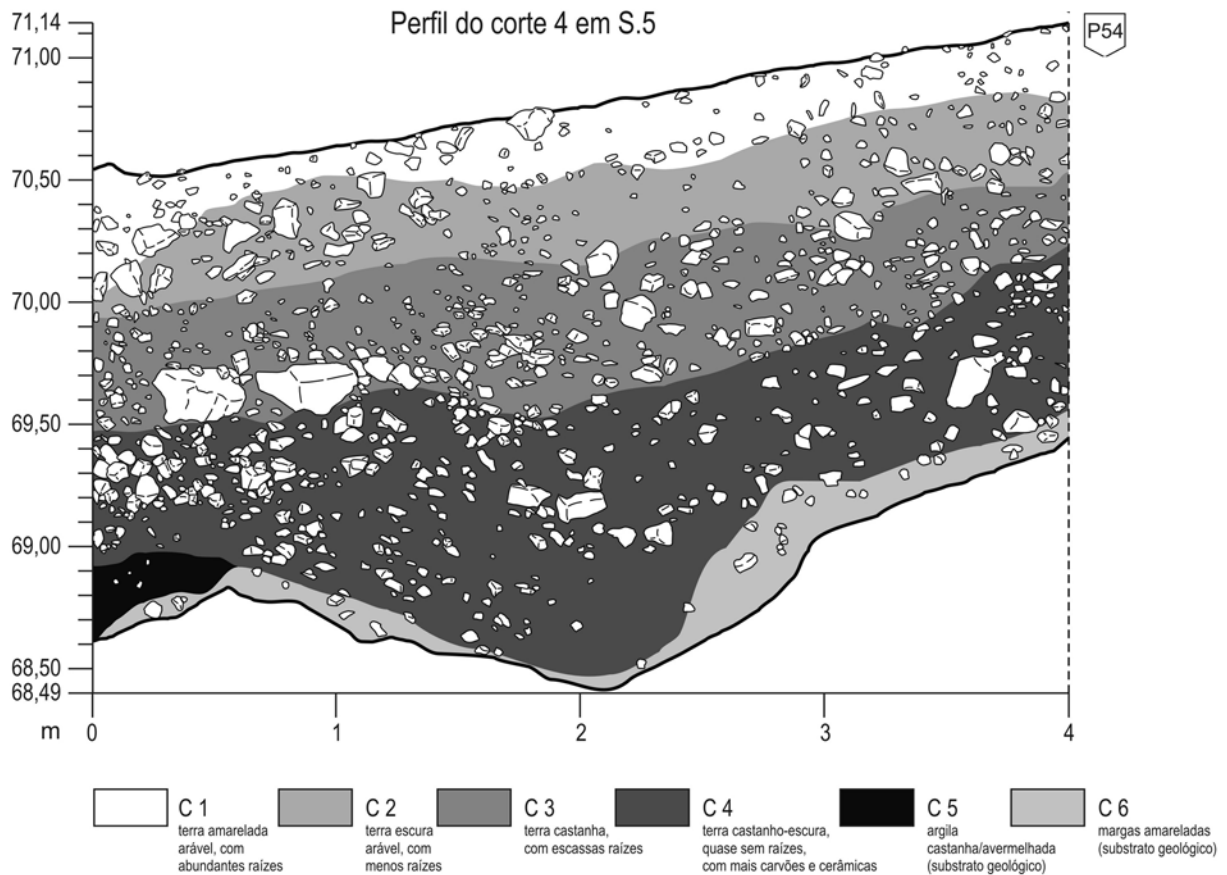 Perfil do corte 4 em S.5
P54
71,14
71,00
70,50
70,00
69,50
69,00
68,50
68,49
m
0
1
2
3
4
C 1
terra amarelada
arável, com
abundantes raízes
C 2
terra escura
arável, com
menos raízes
C 3
terra castanha,
com escassas raízes
C 4
terra castanho-escura,
quase sem raízes,
com mais carvões e cerâmicas
C 5
argila
castanha/avermelhada
(substrato geológico)
C 6
margas amareladas
(substrato geológico)